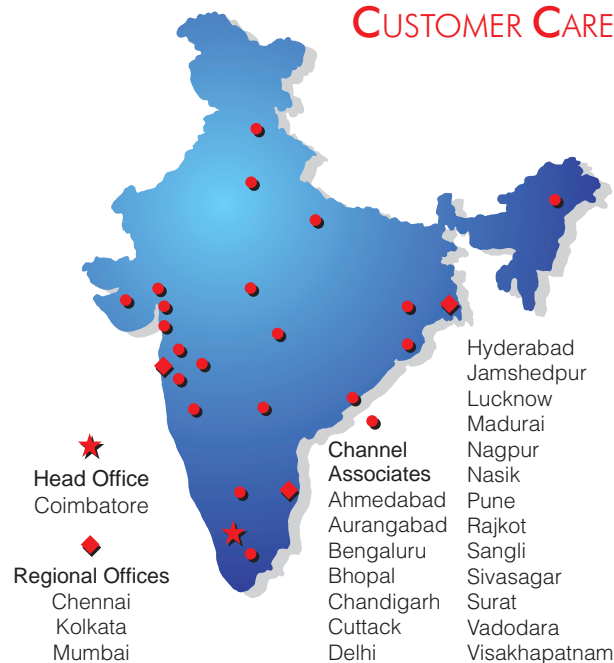 CUSTOMER CARE
Head Office
Coimbatore
Regional Offices
Chennai
Kolkata
Mumbai
Channel
Associates
Ahmedabad
Aurangabad
Bengaluru
Bhopal
Chandigarh
Cuttack
Delhi
Hyderabad
Jamshedpur
Lucknow
Madurai
Nagpur
Nasik
Pune
Rajkot
Sangli
Sivasagar
Surat
Vadodara
Visakhapatnam